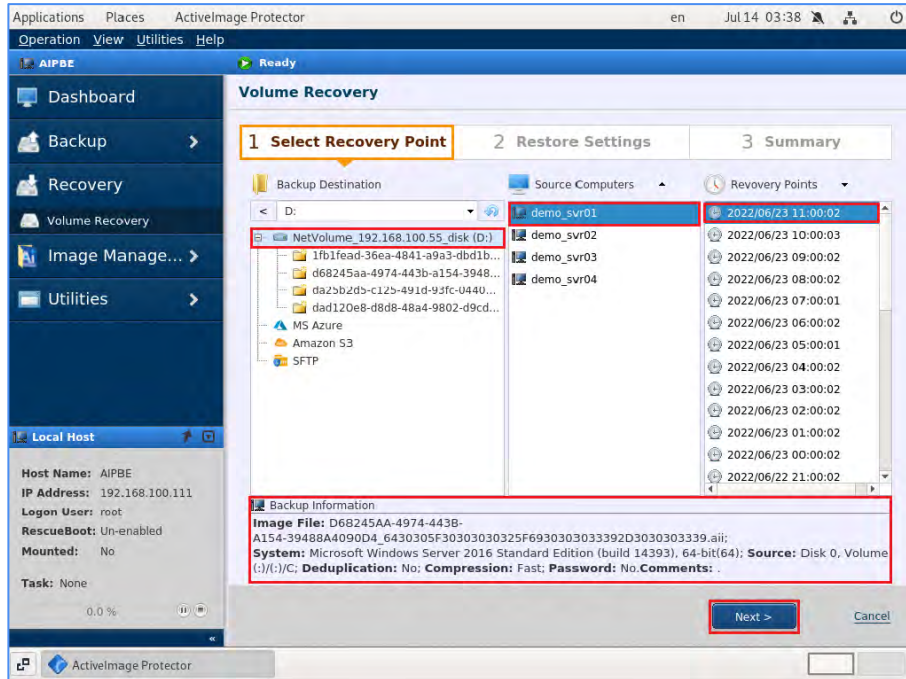 Applications Places ActiveImage Protector en Jul 14 03:38
Operation View Utilities Help
AIPBE
Ready
Dashboard
Backup
Recovery
Volume Recovery
Image Manage...
Utilities
Local Host
Host Name: AIPBE
IP Address: 192.168.100.111
Logon User: root
RescueBoot: Un-enabled
Mounted: No
Task: None
0.0 %
«
Volume Recovery
1 Select Recovery Point
2 Restore Settings
3 Summary
Backup Destination
< D:
NetVolume_192.168.100.55_disk (D:)
1fb1fead-36ea-4841-a9a3-dbd1b...
d68245aa-4974-443b-a154-3948...
da25b2d5-c125-491d-93fc-0440...
dad120e8-d8d8-48a4-9802-d9cd...
MS Azure
Amazon S3
SFTP
Source Computers
demo_svr01
demo_svr02
demo_svr03
demo_svr04
Revovery Points
2022/06/23 11:00:02
2022/06/23 10:00:03
2022/06/23 09:00:02
2022/06/23 08:00:02
2022/06/23 07:00:01
2022/06/23 06:00:02
2022/06/23 05:00:01
2022/06/23 04:00:02
2022/06/23 03:00:02
2022/06/23 02:00:02
2022/06/23 01:00:02
2022/06/23 00:00:02
2022/06/22 21:00:02
Backup Information
Image File: D68245AA-4974-443B-
A154-39488A4090D4_6430305F30303030325F6930303033392D3030303339.aii;
System: Microsoft Windows Server 2016 Standard Edition (build 14393), 64-bit(64); Source: Disk 0, Volume
(:)/(:)/C; Deduplication: No; Compression: Fast; Password: No.Comments: .
Next >
Cancel
ActiveImage Protector